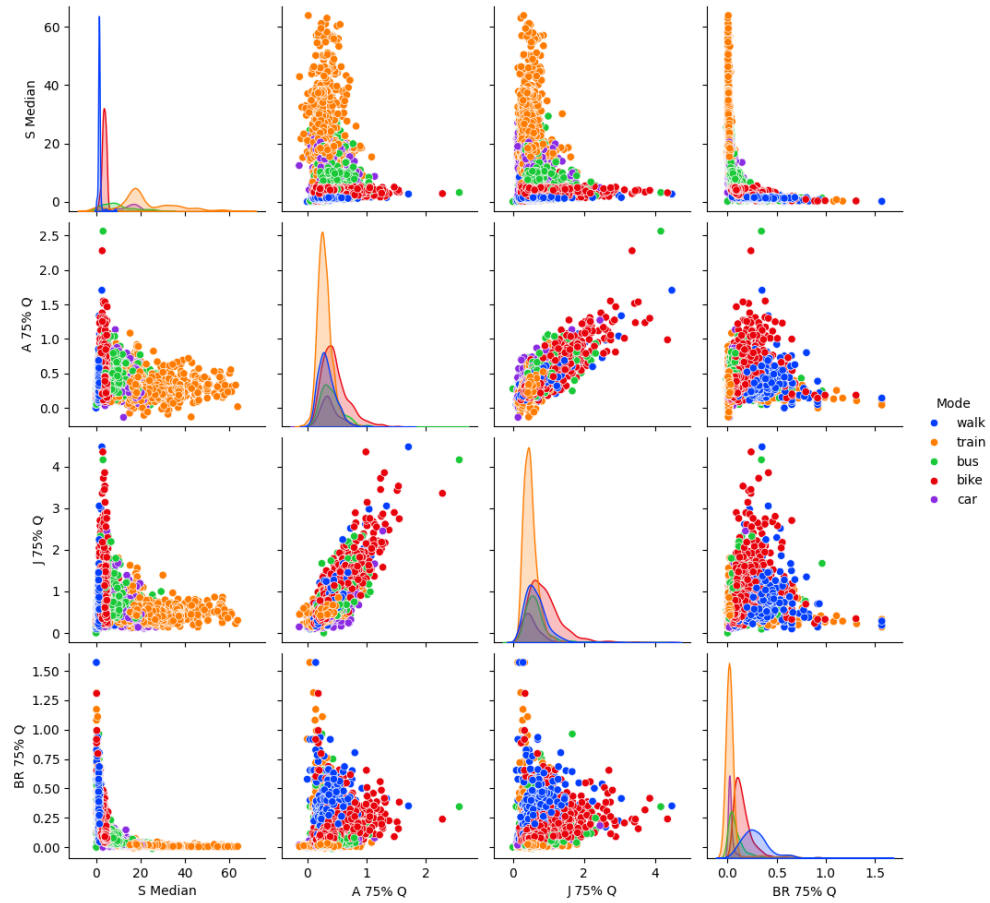 60
40
20
0
S Median
2.5
2.0
1.5
1.0
0.5
0.0
A 75% Q
4
3
2
1
0
J 75% Q
1.50
1.25
1.00
0.75
0.50
0.25
0.00
BR 75% Q
0 20 40 60
S Median
0 1 2
A 75% Q
0 2 4
J 75% Q
0.0 0.5 1.0 1.5
BR 75% Q
Mode
walk
train
bus
bike
car